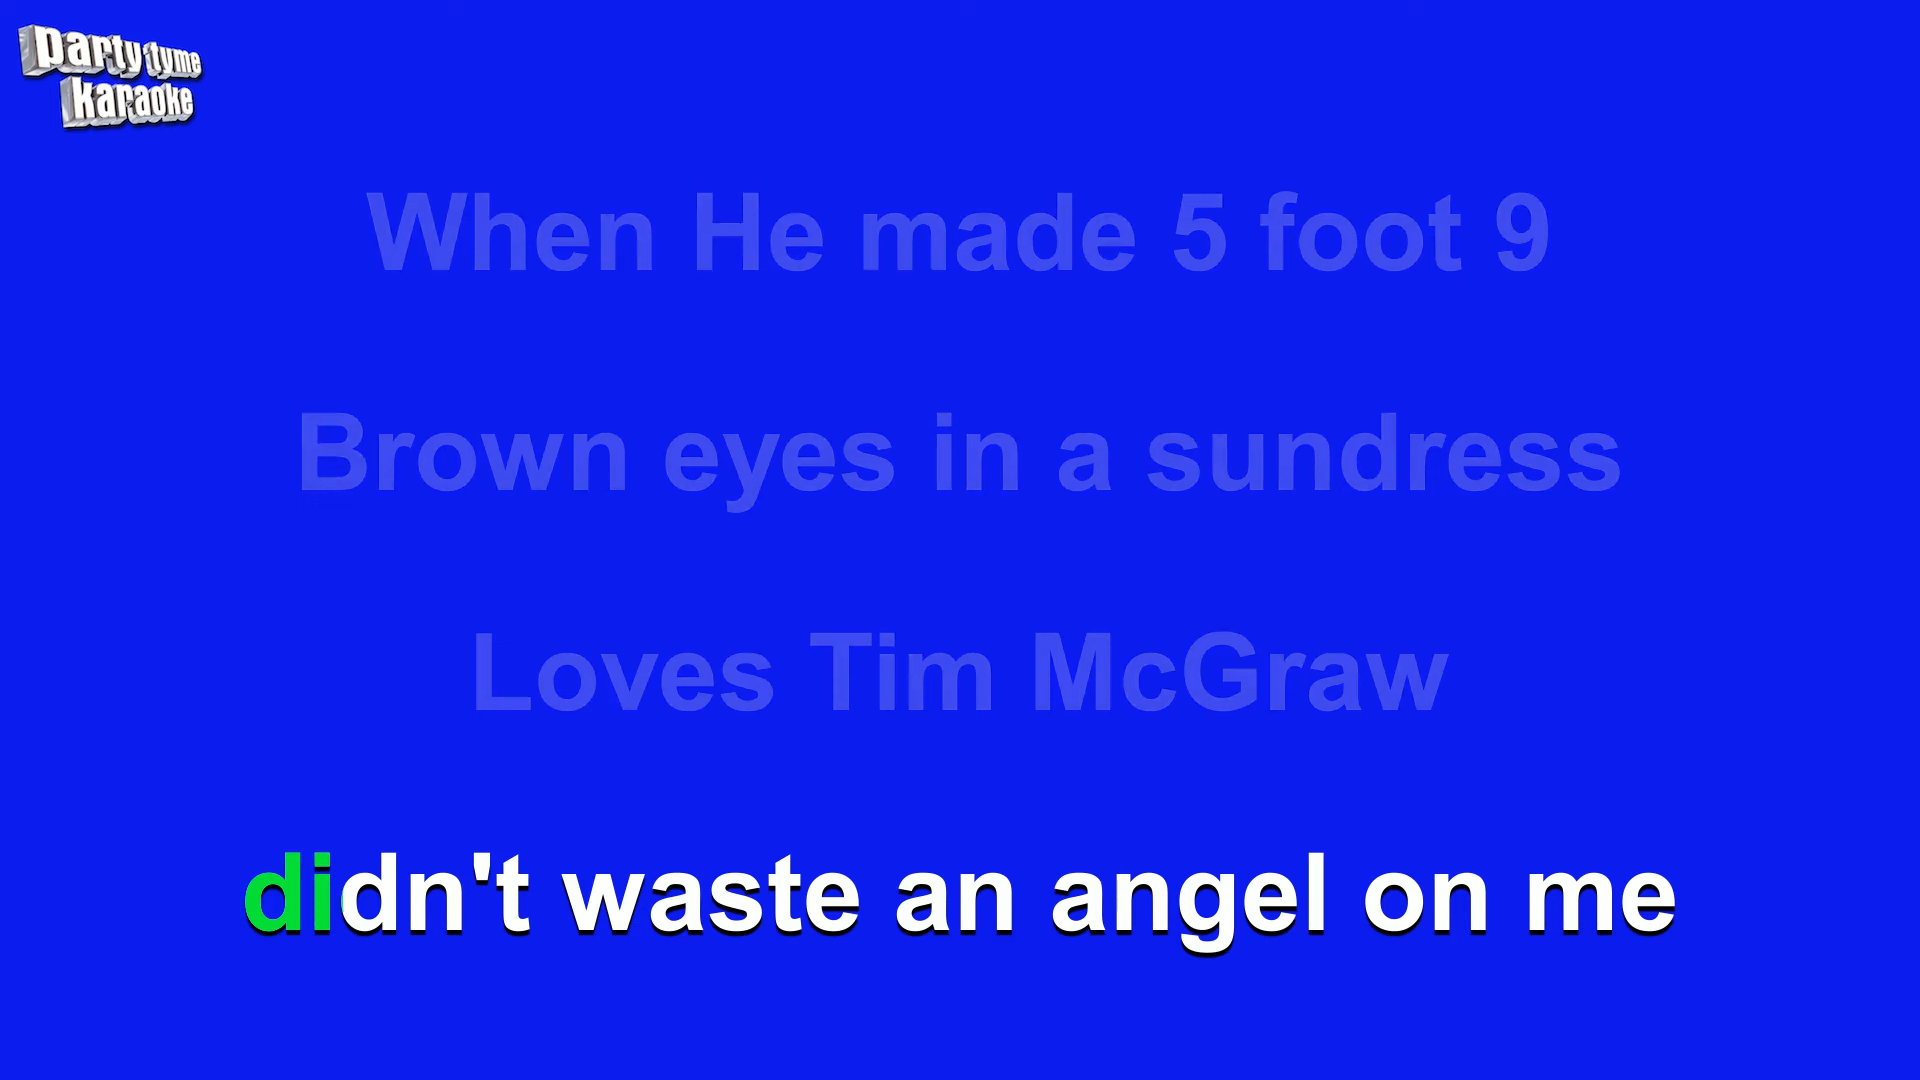 party tyme
karaoke
When He made 5 foot 9
Brown eyes in a sundress
Loves Tim McGraw
didn't waste an angel on me